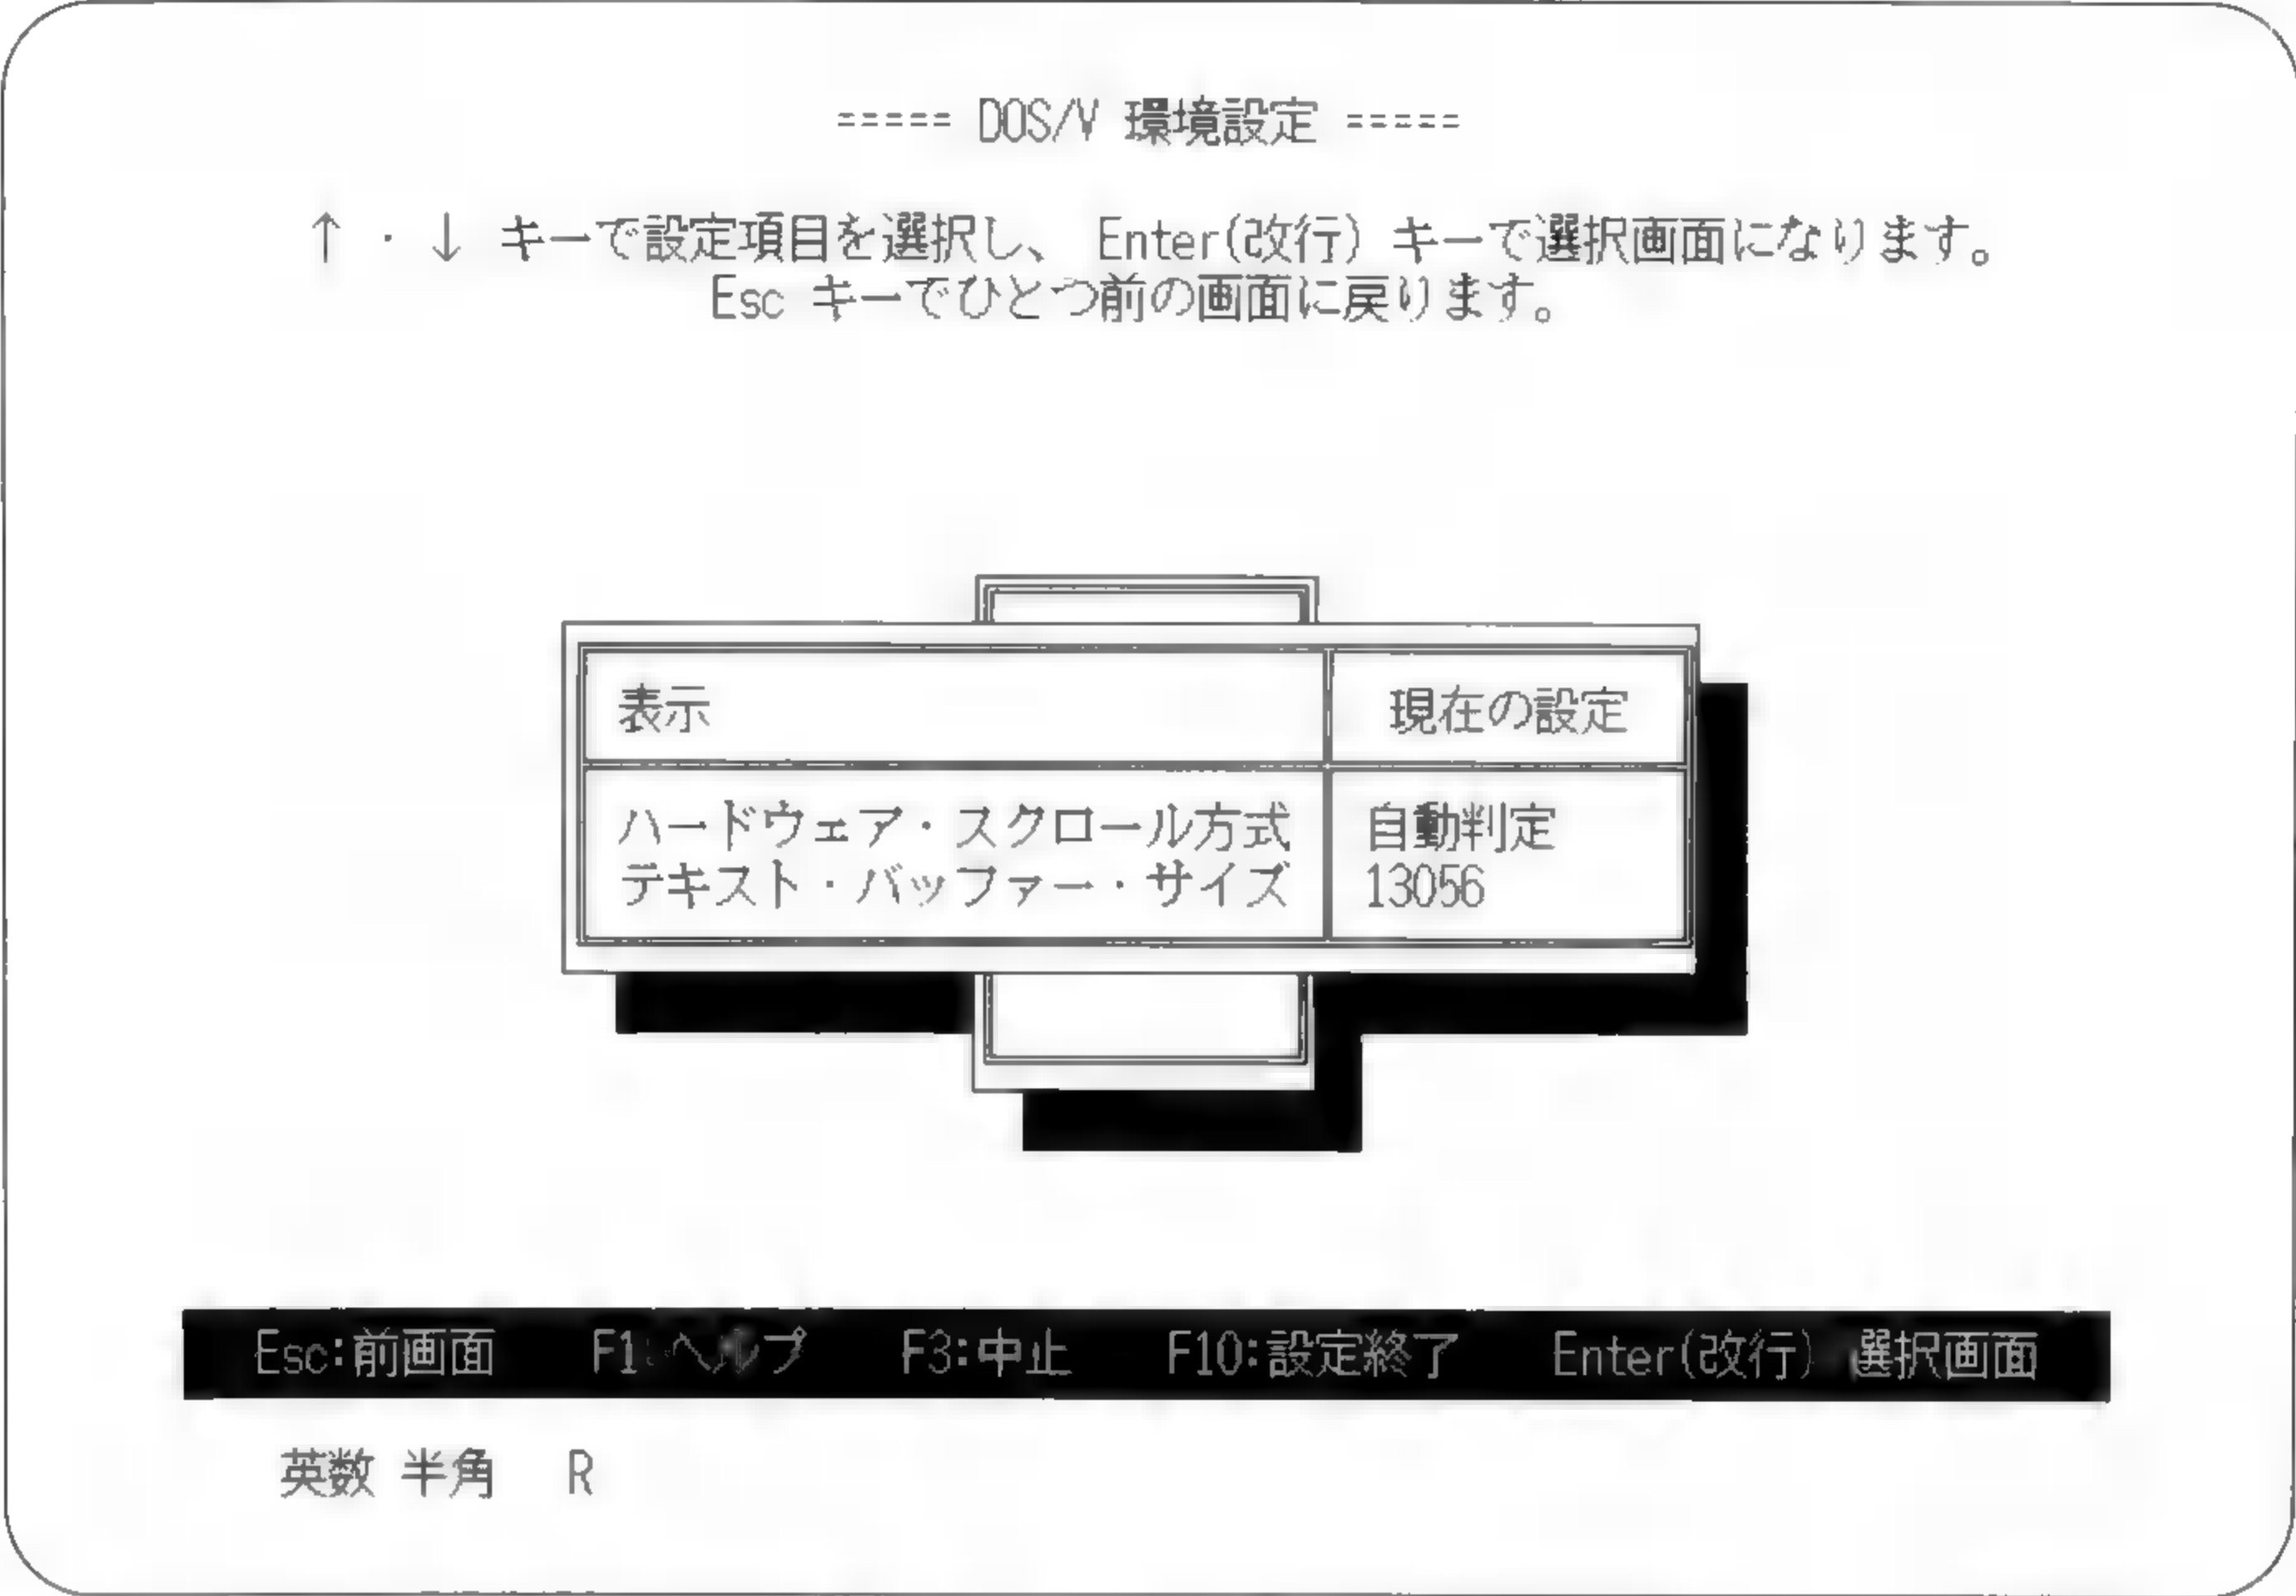 ===== DOS/V 環境設定 =====
↑ ・ ↓ キーで設定項目を選択し、 Enter(改行) キーで選択画面になります。
Esc キーでひとつ前の画面に戻ります。
表示 現在の設定
ハードウェア・スクロール方式 自動判定
テキスト・バッファー・サイズ 13056
Esc:前画面 F1:ヘルプ F3:中止 F10:設定終了 Enter(改行) 選択画面
英数 半角 R